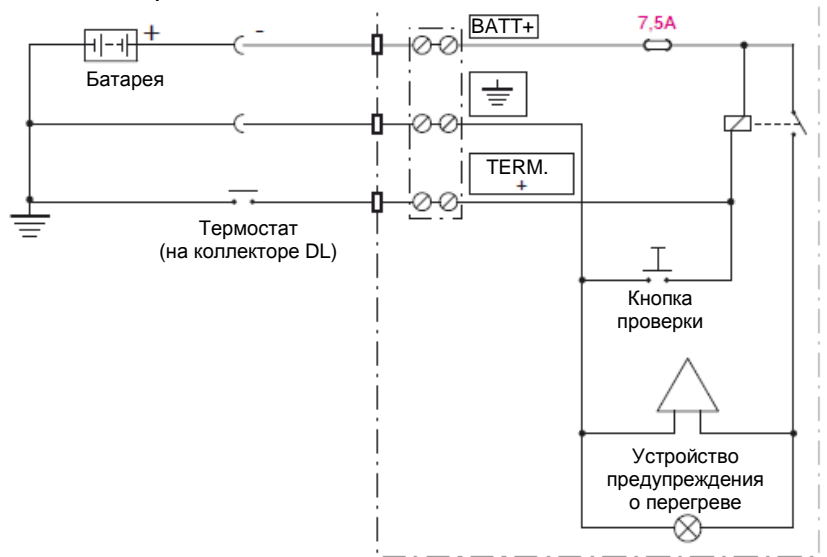 BATT+
7,5A
+
-
Батарея
TERM.
+
Термостат
(на коллекторе DL)
Кнопка
проверки
Устройство
предупреждения
о перегреве